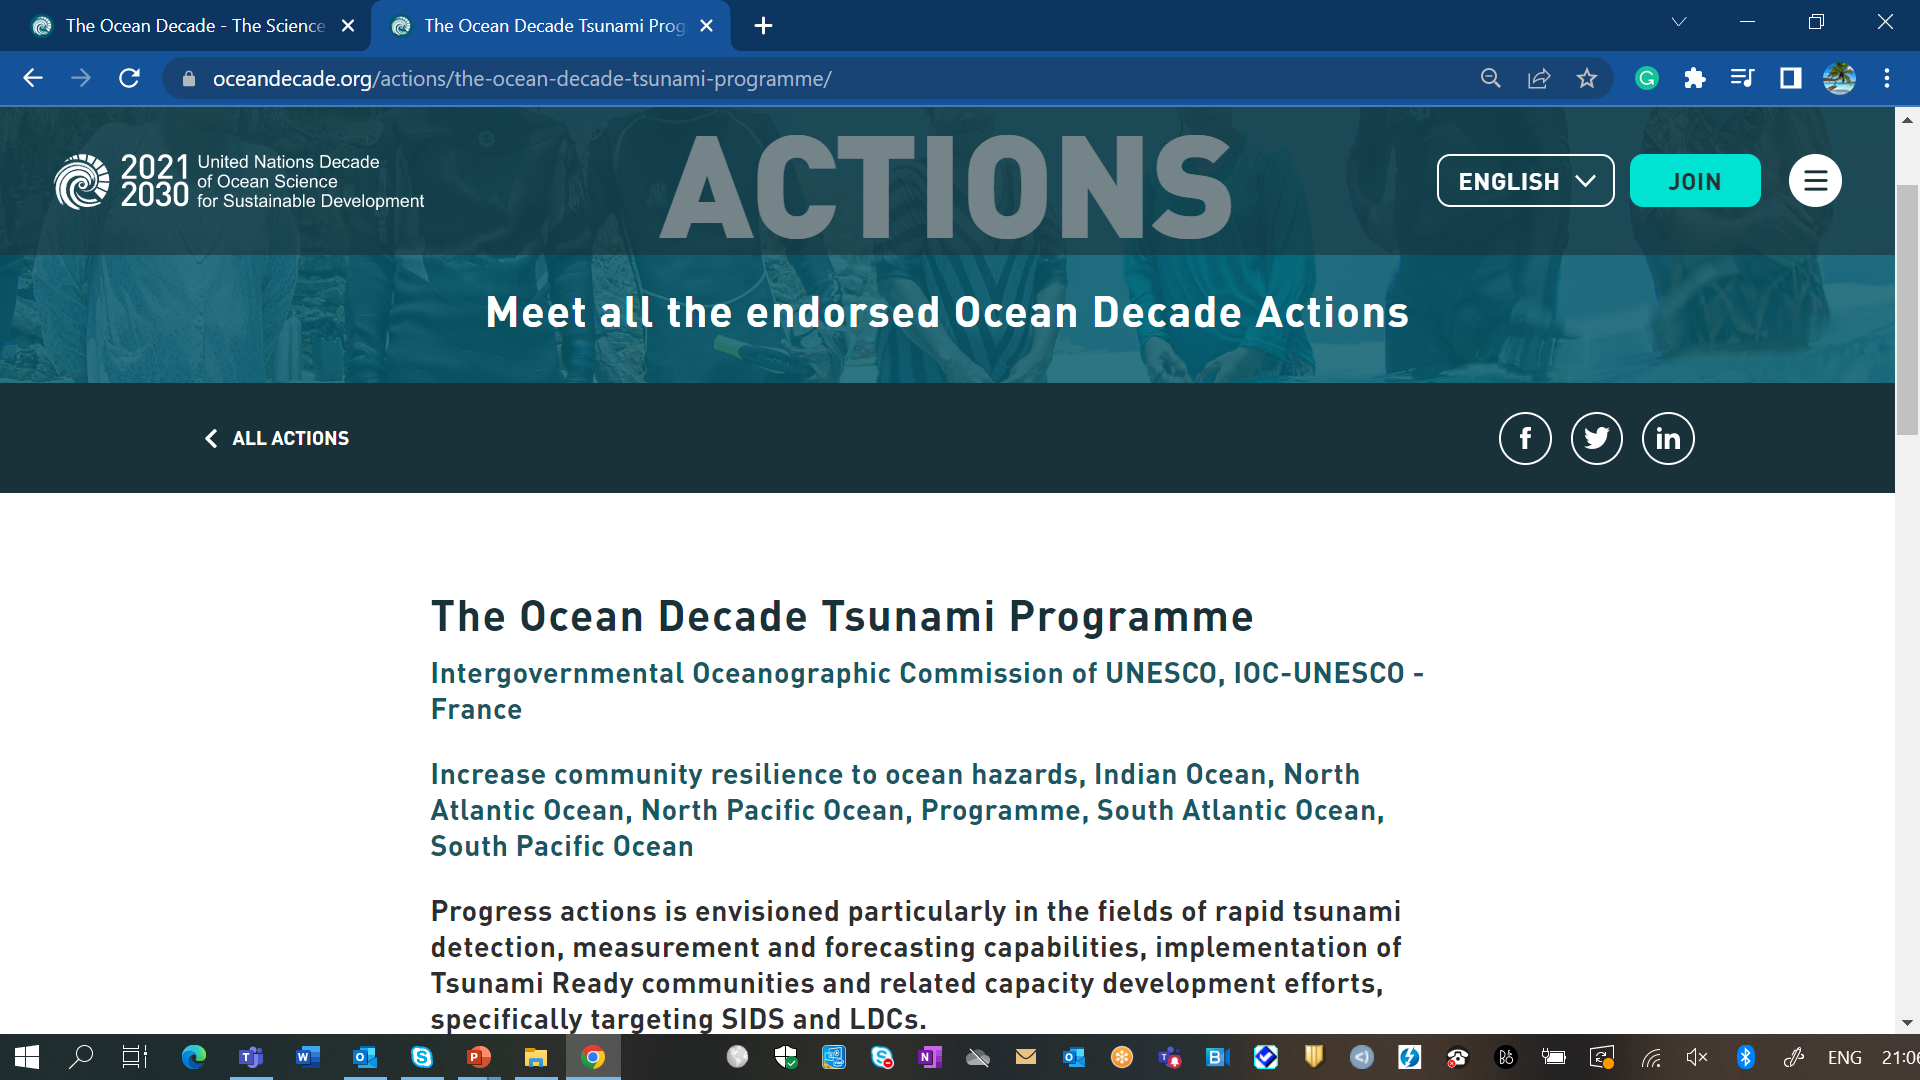 The Ocean Decade - The Science
The Ocean Decade Tsunami Prog
oceandecade.org/actions/the-ocean-decade-tsunami-programme/
2021
2030
United Nations Decade
of Ocean Science
for Sustainable Development
ACTIONS
ENGLISH
JOIN
Meet all the endorsed Ocean Decade Actions
ALL ACTIONS
The Ocean Decade Tsunami Programme
Intergovernmental Oceanographic Commission of UNESCO, IOC-UNESCO -
France
Increase community resilience to ocean hazards, Indian Ocean, North
Atlantic Ocean, North Pacific Ocean, Programme, South Atlantic Ocean,
South Pacific Ocean
Progress actions is envisioned particularly in the fields of rapid tsunami
detection, measurement and forecasting capabilities, implementation of
Tsunami Ready communities and related capacity development efforts,
specifically targeting SIDS and LDCs.
ENG